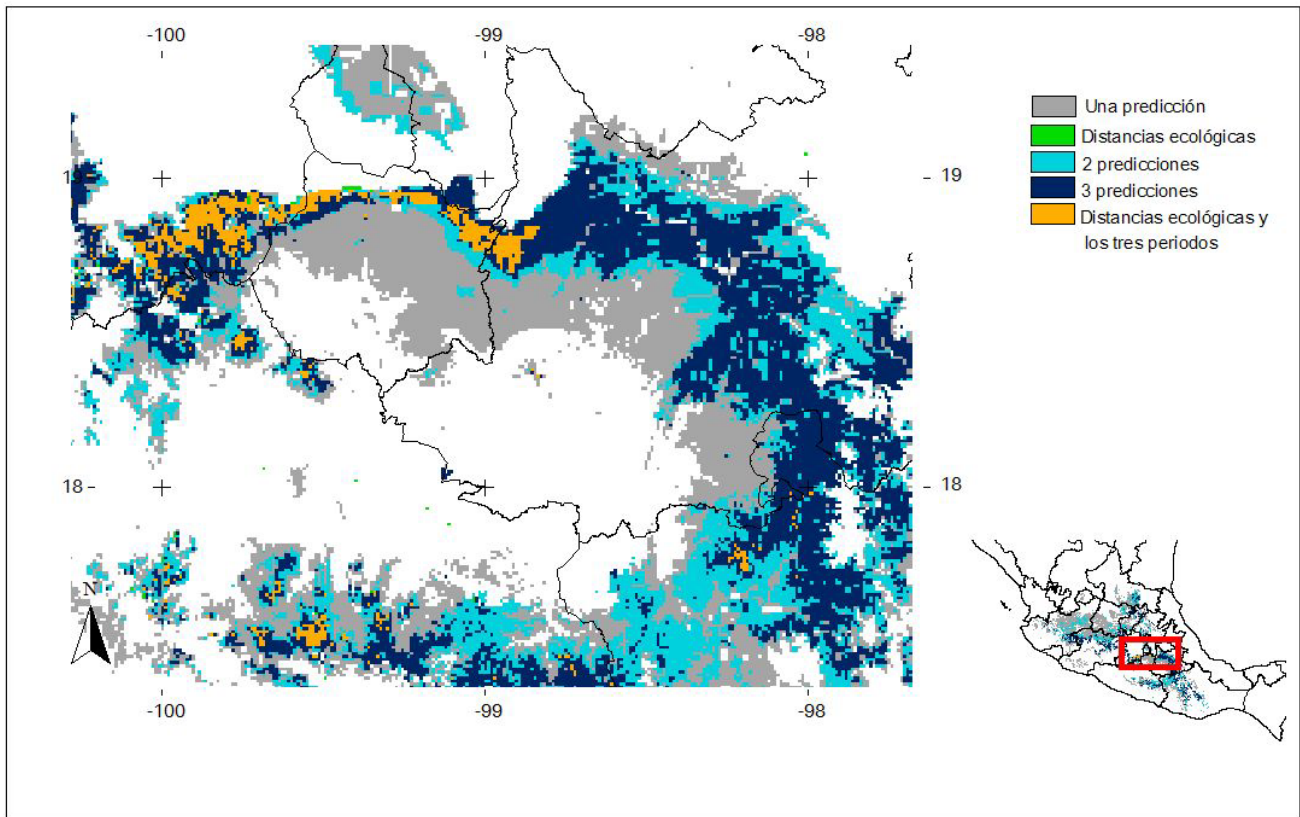 -100 -99 -98
Una predicción
Distancias ecológicas
2 predicciones
3 predicciones
Distancias ecológicas y
los tres periodos
19 19
18 18
N
-100 -99 -98